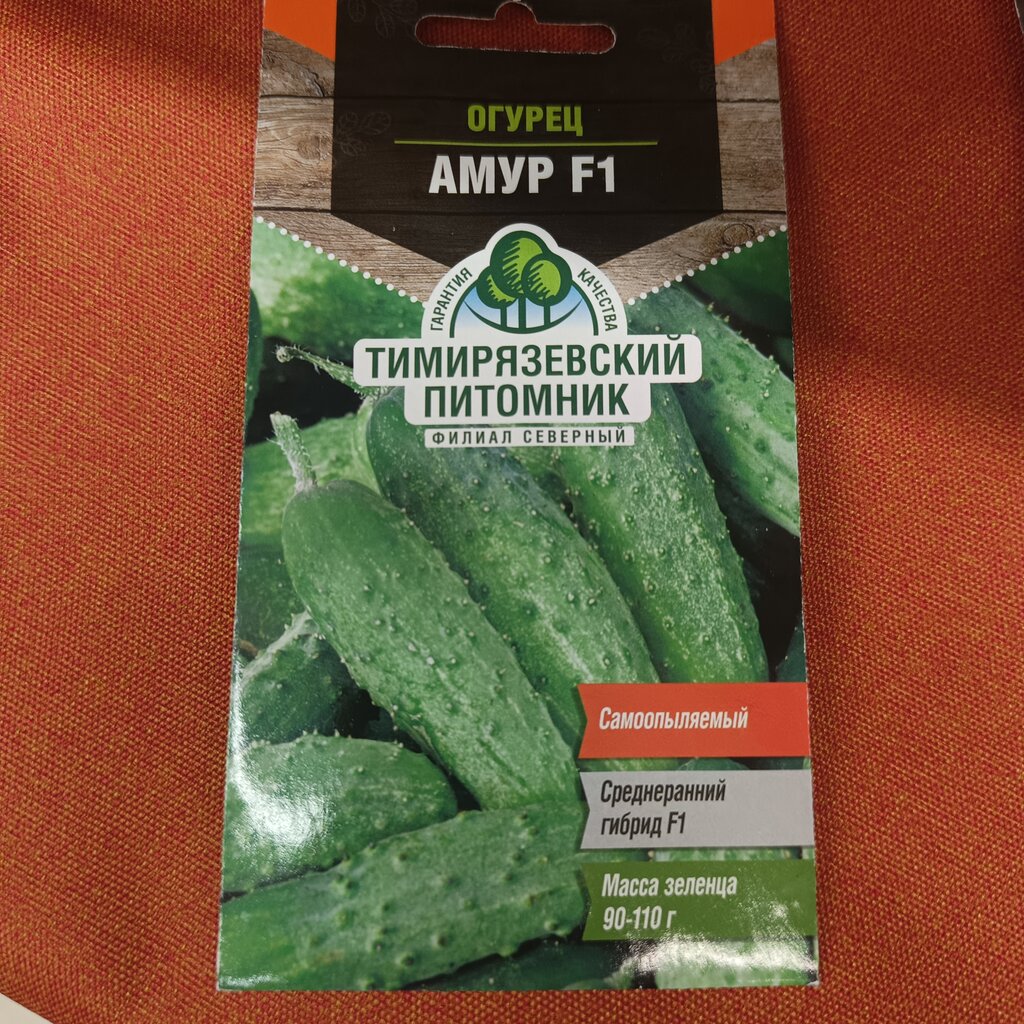 ОГУРЕЦ
АМУР F1
ГАРАНТИЯ КАЧЕСТВА
ТИМИРЯЗЕВСКИЙ
ПИТОМНИК
ФИЛИАЛ СЕВЕРНЫЙ
Самоопыляемый
Среднеранний
гибрид F1
Масса зеленца
90-110 г